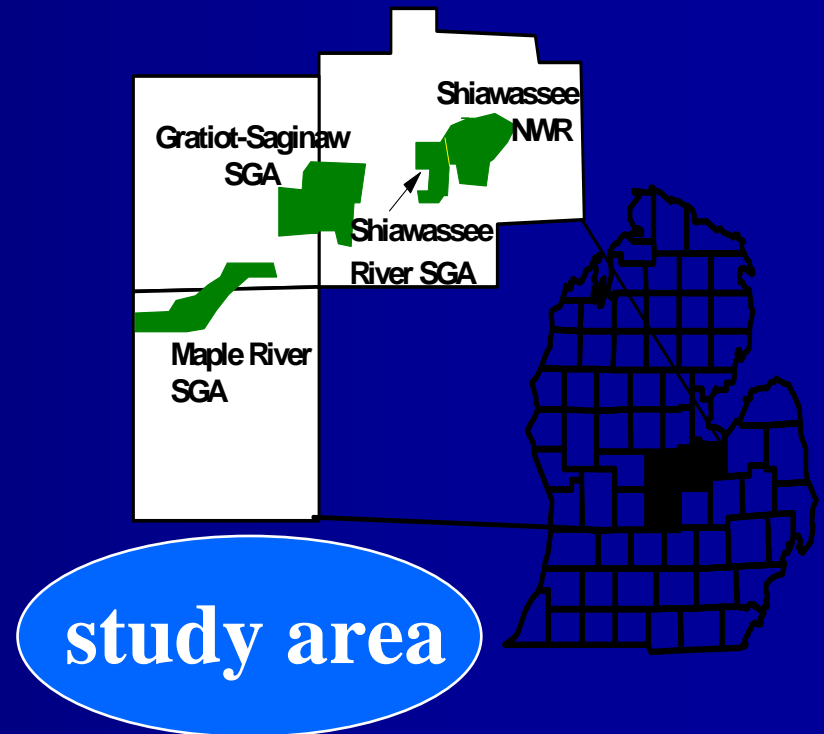 Shiawassee
NWR
Gratiot-Saginaw
SGA
Shiawassee
River SGA
Maple River
SGA
study area